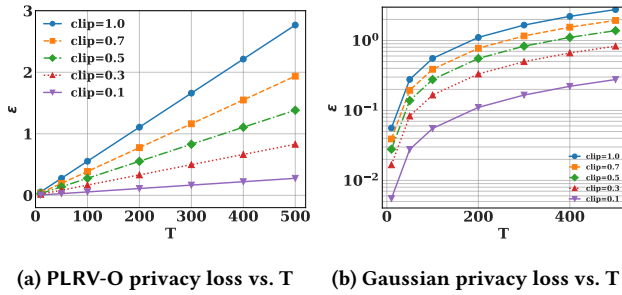 3
2
1
0
ε
clip=1.0
clip=0.7
clip=0.5
clip=0.3
clip=0.1
0 100 200 300 400 500
T
10⁰
10⁻¹
10⁻²
ε
clip=1.0
clip=0.7
clip=0.5
clip=0.3
clip=0.1
0 200 400
T
(a) PLRV-O privacy loss vs. T
(b) Gaussian privacy loss vs. T